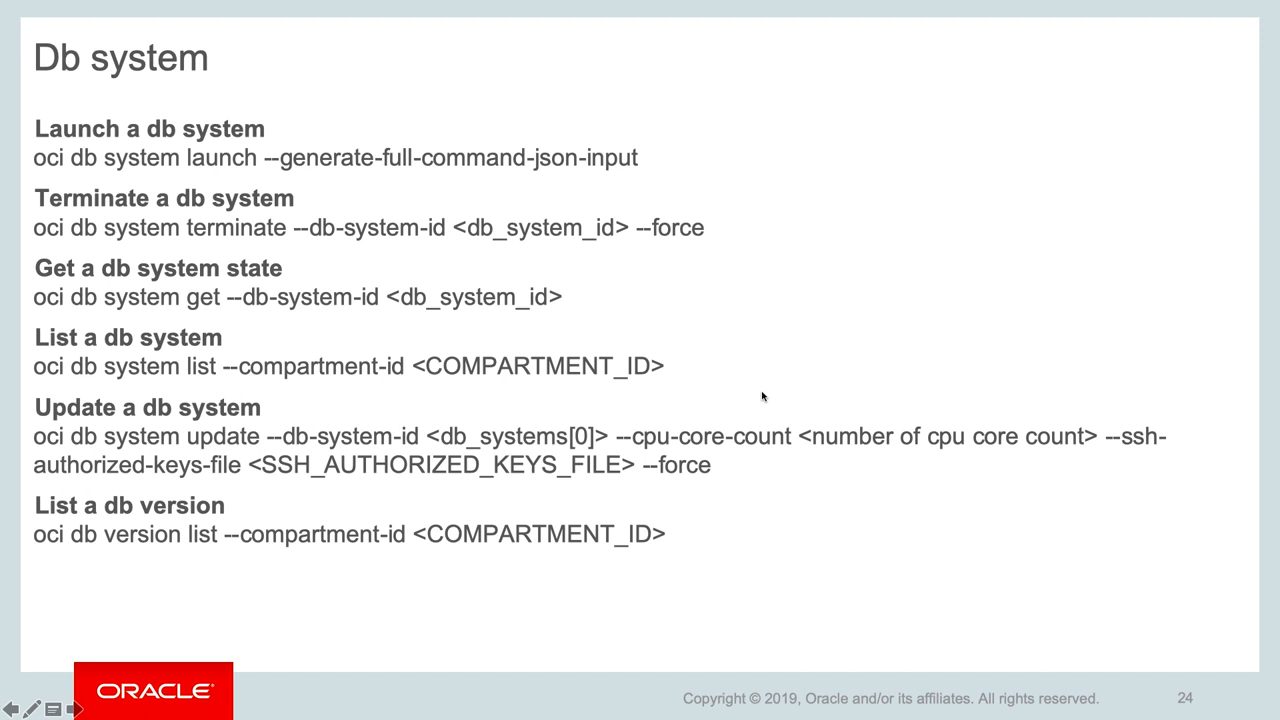 Db system
Launch a db system
oci db system launch --generate-full-command-json-input
Terminate a db system
oci db system terminate --db-system-id <db_system_id> --force
Get a db system state
oci db system get --db-system-id <db_system_id>
List a db system
oci db system list --compartment-id <COMPARTMENT_ID>
Update a db system
oci db system update --db-system-id <db_systems[0]> --cpu-core-count <number of cpu core count> --ssh-
authorized-keys-file <SSH_AUTHORIZED_KEYS_FILE> --force
List a db version
oci db version list --compartment-id <COMPARTMENT_ID>
ORACLE®
Copyright © 2019, Oracle and/or its affiliates. All rights reserved.
24